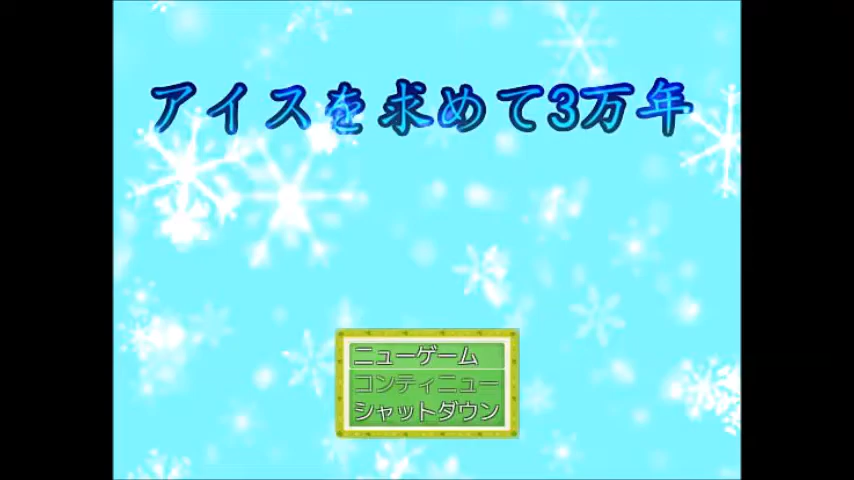 アイスを求めて3万年
ニューゲーム
コンティニュー
シャットダウン